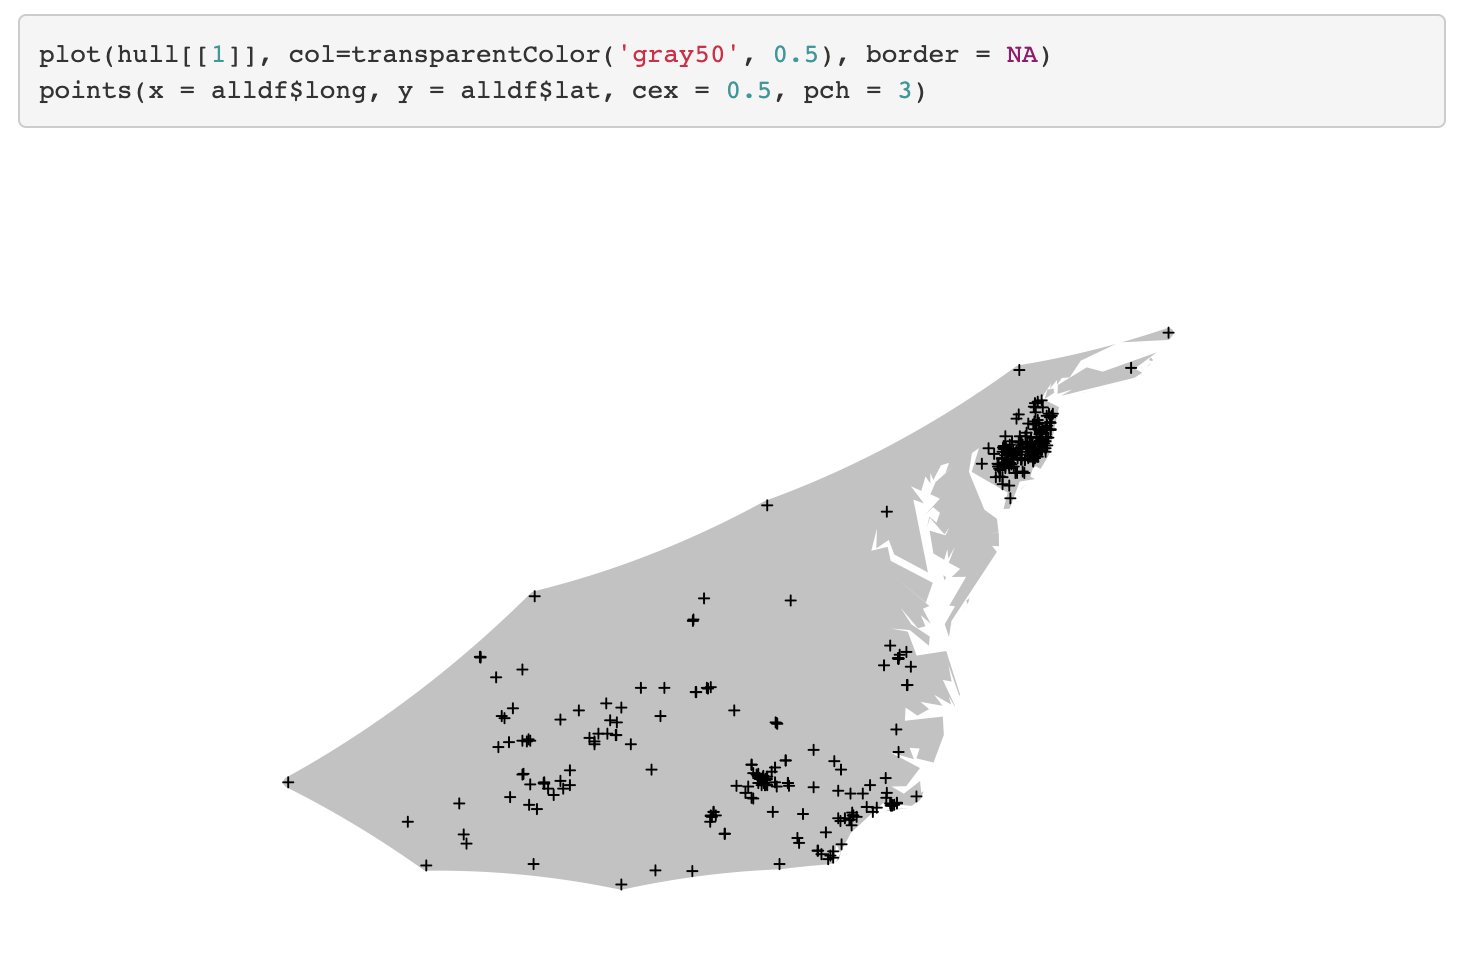 plot(hull[[1]], col=transparentColor('gray50', 0.5), border = NA)
points(x = alldf$long, y = alldf$lat, cex = 0.5, pch = 3)